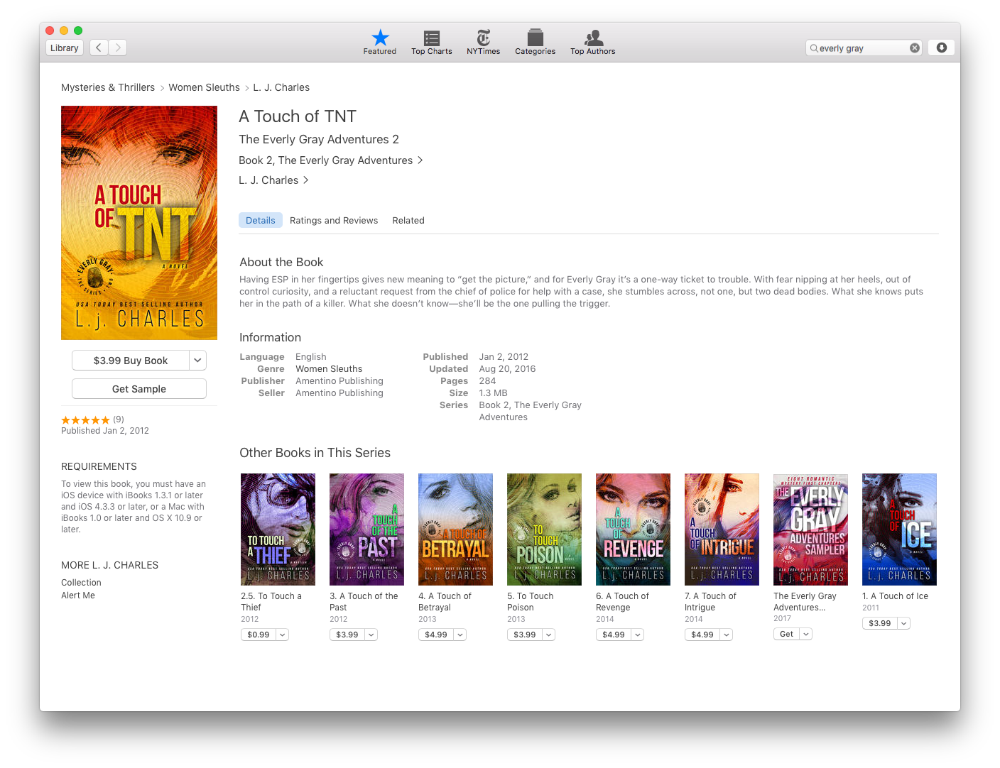 Library
Featured
Top Charts
NYTimes
Categories
Top Authors
everly gray
Mysteries & Thrillers > Women Sleuths > L. J. Charles
A TOUCH
OF TNT
A NOVEL
EVERLY GRAY
THE SERIES • TWO
USA TODAY BEST SELLING AUTHOR
L.j. CHARLES
$3.99 Buy Book
Get Sample
★★★★★ (9)
Published Jan 2, 2012
REQUIREMENTS
To view this book, you must have an
iOS device with iBooks 1.3.1 or later
and iOS 4.3.3 or later, or a Mac with
iBooks 1.0 or later and OS X 10.9 or
later.
MORE L. J. CHARLES
Collection
Alert Me
A Touch of TNT
The Everly Gray Adventures 2
Book 2, The Everly Gray Adventures >
L. J. Charles >
Details
Ratings and Reviews
Related
About the Book
Having ESP in her fingertips gives new meaning to “get the picture,” and for Everly Gray it’s a one-way ticket to trouble. With fear nipping at her heels, out of
control curiosity, and a reluctant request from the chief of police for help with a case, she stumbles across, not one, but two dead bodies. What she knows puts
her in the path of a killer. What she doesn’t know—she’ll be the one pulling the trigger.
Information
Language English
Genre Women Sleuths
Publisher Amentino Publishing
Seller Amentino Publishing
Published Jan 2, 2012
Updated Aug 20, 2016
Pages 284
Size 1.3 MB
Series Book 2, The Everly Gray
Adventures
Other Books in This Series
TO TOUCH
A THIEF
L.j. CHARLES
2.5. To Touch a
Thief
2012
$0.99
A
TOUCH
OF THE
PAST
L.j. CHARLES
3. A Touch of the
Past
2012
$3.99
A TOUCH OF
BETRAYAL
L.j. CHARLES
4. A Touch of
Betrayal
2013
$4.99
TO
TOUCH
POISON
L.j. CHARLES
5. To Touch
Poison
2013
$3.99
A
TOUCH
OF
REVENGE
L.j. CHARLES
6. A Touch of
Revenge
2014
$4.99
A TOUCH
OF INTRIGUE
L.j. CHARLES
7. A Touch of
Intrigue
2014
$4.99
EIGHT ROMANTIC
MYSTERY FIRST CHAPTERS
THE
EVERLY
GRAY
ADVENTURES
SAMPLER
L.j. CHARLES
The Everly Gray
Adventures...
2017
Get
A
TOUCH
OF ICE
L.j. CHARLES
1. A Touch of Ice
2011
$3.99